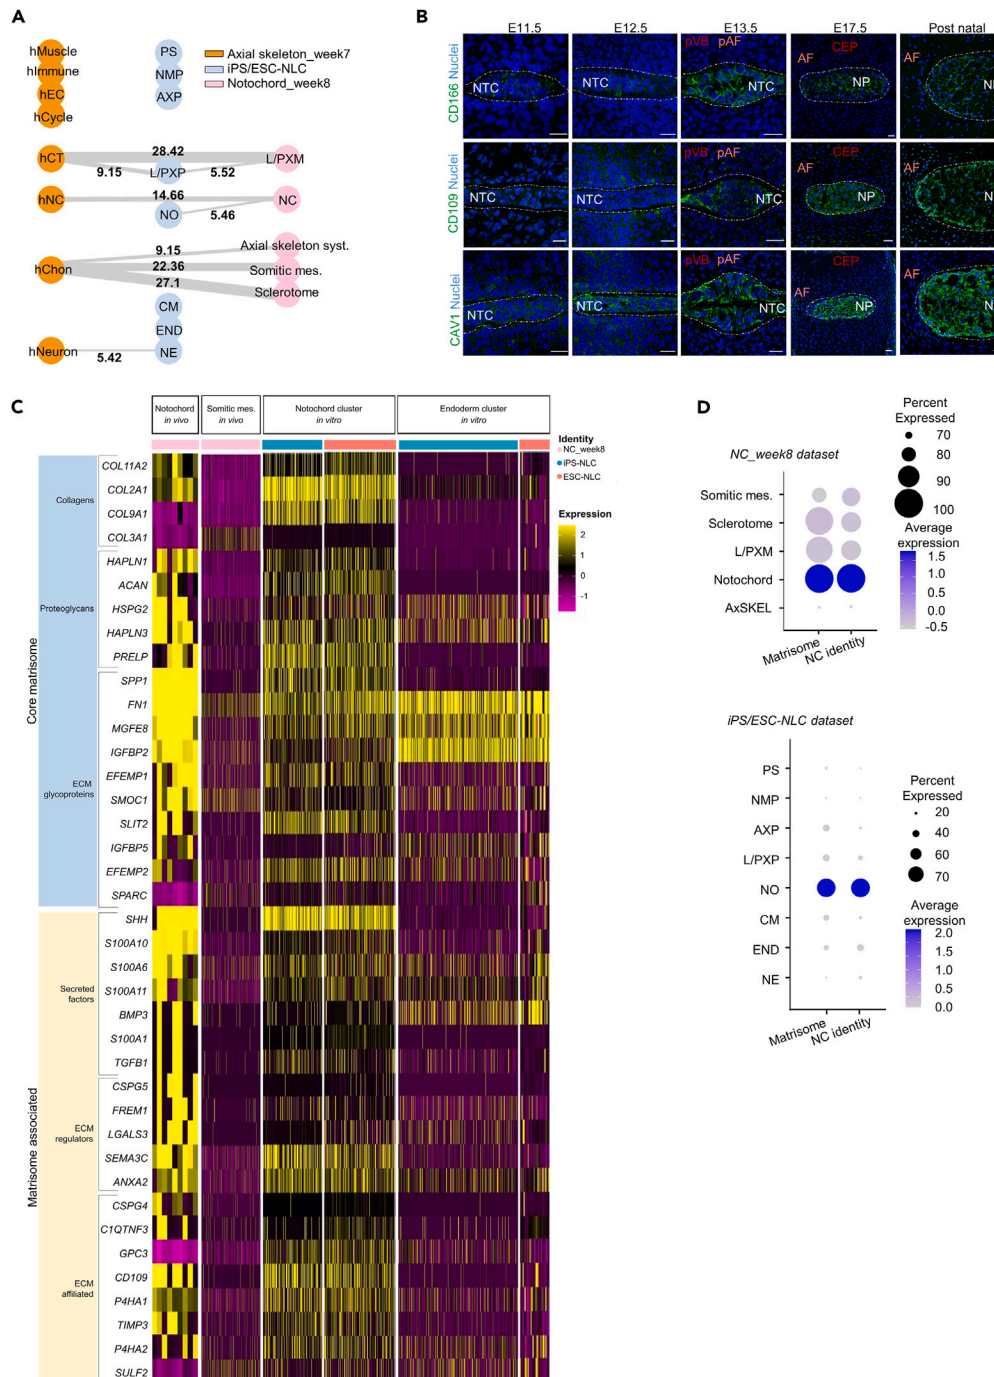 A
hMuscle
hImmune
hEC
hCycle
PS
NMP
AXP
Axial skeleton_week7
iPS/ESC-NLC
Notochord_week8
hCT
28.42
L/PXM
9.15
L/PXP
5.52
hNC
14.66
NC
NO
5.46
9.15
Axial skeleton syst.
hChon
22.36
Somitic mes.
27.1
Sclerotome
CM
END
hNeuron
5.42
NE
B
E11.5
E12.5
E13.5
E17.5
Post natal
CD166 Nuclei
NTC
NTC
pVB
pAF
NTC
CEP
AF
NP
AF
CD109 Nuclei
NTC
NTC
pVB
pAF
NTC
CEP
AF
NP
AF
CAV1 Nuclei
NTC
NTC
pVB
pAF
NTC
CEP
AF
NP
AF
C
Notochord
in vivo
Somitic mes.
in vivo
Notochord cluster
in vitro
Endoderm cluster
in vitro
Identity
NC_week8
iPS-NLC
ESC-NLC
Expression
2
1
0
-1
Core matrisome
Collagens
COL11A2
COL2A1
COL9A1
COL3A1
Proteoglycans
HAPLN1
ACAN
HSPG2
HAPLN3
PRELP
ECM
glycoproteins
SPP1
FN1
MGFE8
IGFBP2
EFEMP1
SMOC1
SLIT2
IGFBP5
EFEMP2
SPARC
Matrisome associated
Secreted
factors
SHH
S100A10
S100A6
S100A11
BMP3
S100A1
TGFB1
ECM
regulators
CSPG5
FREM1
LGALS3
SEMA3C
ANXA2
ECM
affiliated
CSPG4
C1QTNF3
GPC3
CD109
P4HA1
TIMP3
P4HA2
SULF2
D
NC_week8 dataset
Somitic mes.
Sclerotome
L/PXM
Notochord
AxSKEL
Matrisome
NC identity
Percent
Expressed
70
80
90
100
Average
expression
1.5
1.0
0.5
0.0
-0.5
iPS/ESC-NLC dataset
PS
NMP
AXP
L/PXP
NO
CM
END
NE
Matrisome
NC identity
Percent
Expressed
20
40
60
70
Average
expression
2.0
1.5
1.0
0.5
0.0